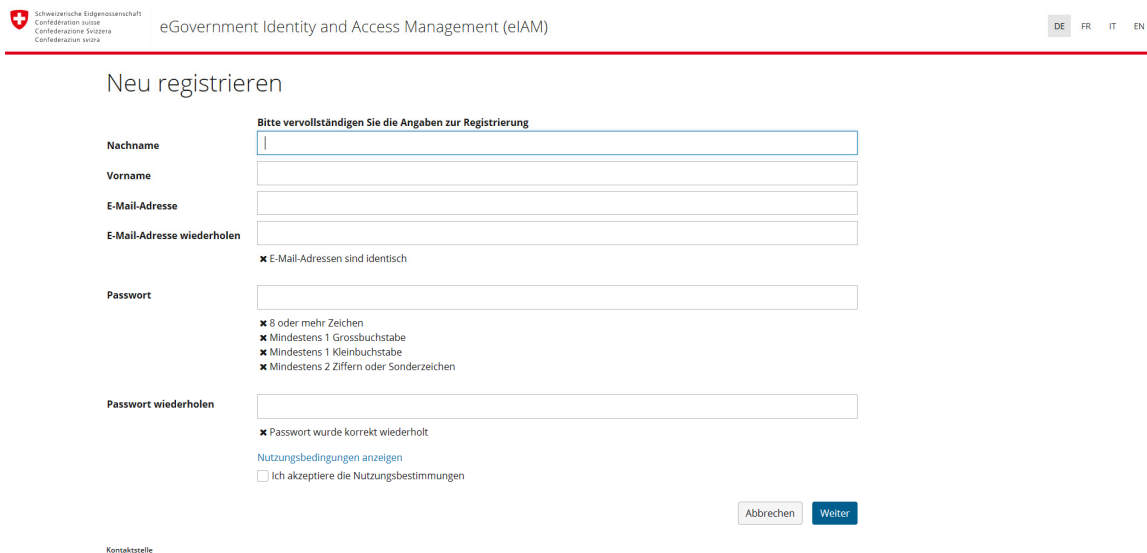 Schweizerische Eidgenossenschaft
Confédération suisse
Confederazione Svizzera
Confederaziun svizra
eGovernment Identity and Access Management (eIAM)
DE FR IT EN
Neu registrieren
Bitte vervollständigen Sie die Angaben zur Registrierung
Nachname
Vorname
E-Mail-Adresse
E-Mail-Adresse wiederholen
✖ E-Mail-Adressen sind identisch
Passwort
✖ 8 oder mehr Zeichen
✖ Mindestens 1 Grossbuchstabe
✖ Mindestens 1 Kleinbuchstabe
✖ Mindestens 2 Ziffern oder Sonderzeichen
Passwort wiederholen
✖ Passwort wurde korrekt wiederholt
Nutzungsbedingungen anzeigen
Ich akzeptiere die Nutzungsbestimmungen
Abbrechen Weiter
Kontaktstelle